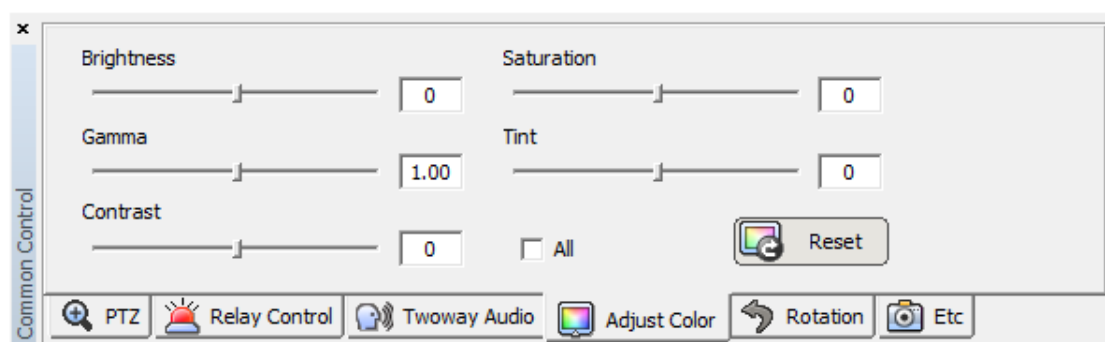 ×
Common Control
Brightness
0
Saturation
0
Gamma
1.00
Tint
0
Contrast
0
All
Reset
PTZ
Relay Control
Twoway Audio
Adjust Color
Rotation
Etc